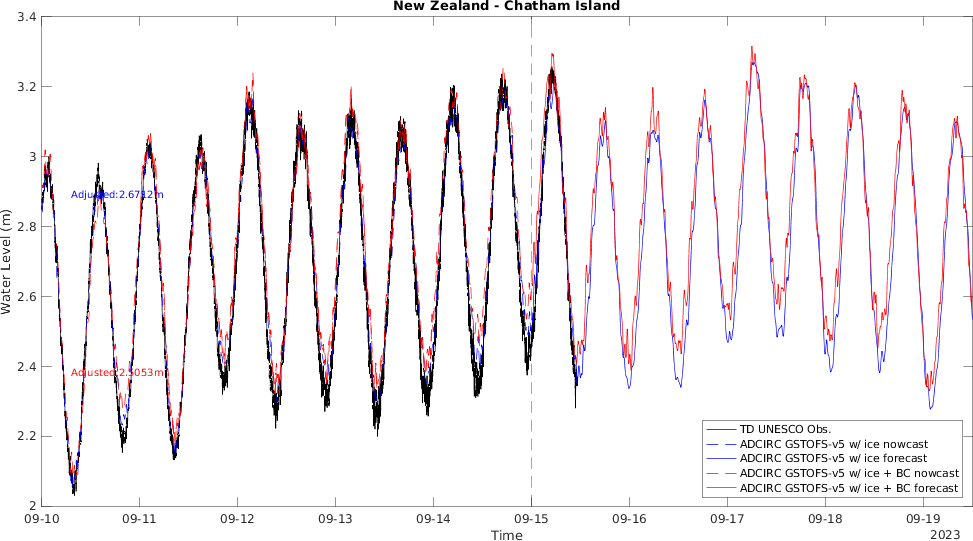 New Zealand - Chatham Island
3.4
3.2
3
2.8
2.6
2.4
2.2
2
Water Level (m)
Adjusted:2.6732m
Adjusted:2.5053m
TD UNESCO Obs.
ADCIRC GSTOFS-v5 w/ ice nowcast
ADCIRC GSTOFS-v5 w/ ice forecast
ADCIRC GSTOFS-v5 w/ ice + BC nowcast
ADCIRC GSTOFS-v5 w/ ice + BC forecast
09-10 09-11 09-12 09-13 09-14 09-15 09-16 09-17 09-18 09-19
Time
2023